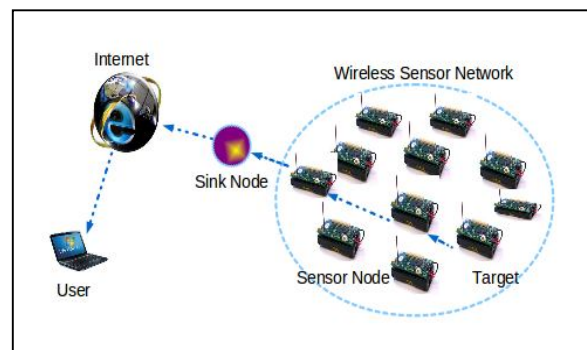 Internet
Wireless Sensor Network
Sink Node
Sensor Node
Target
User